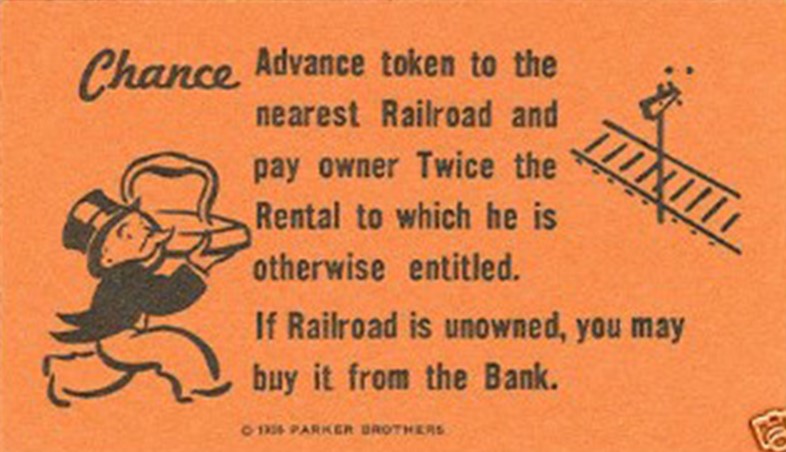 Chance
Advance token to the
nearest Railroad and
pay owner Twice the
Rental to which he is
otherwise entitled.
If Railroad is unowned, you may
buy it from the Bank.
© PARKER BROTHERS